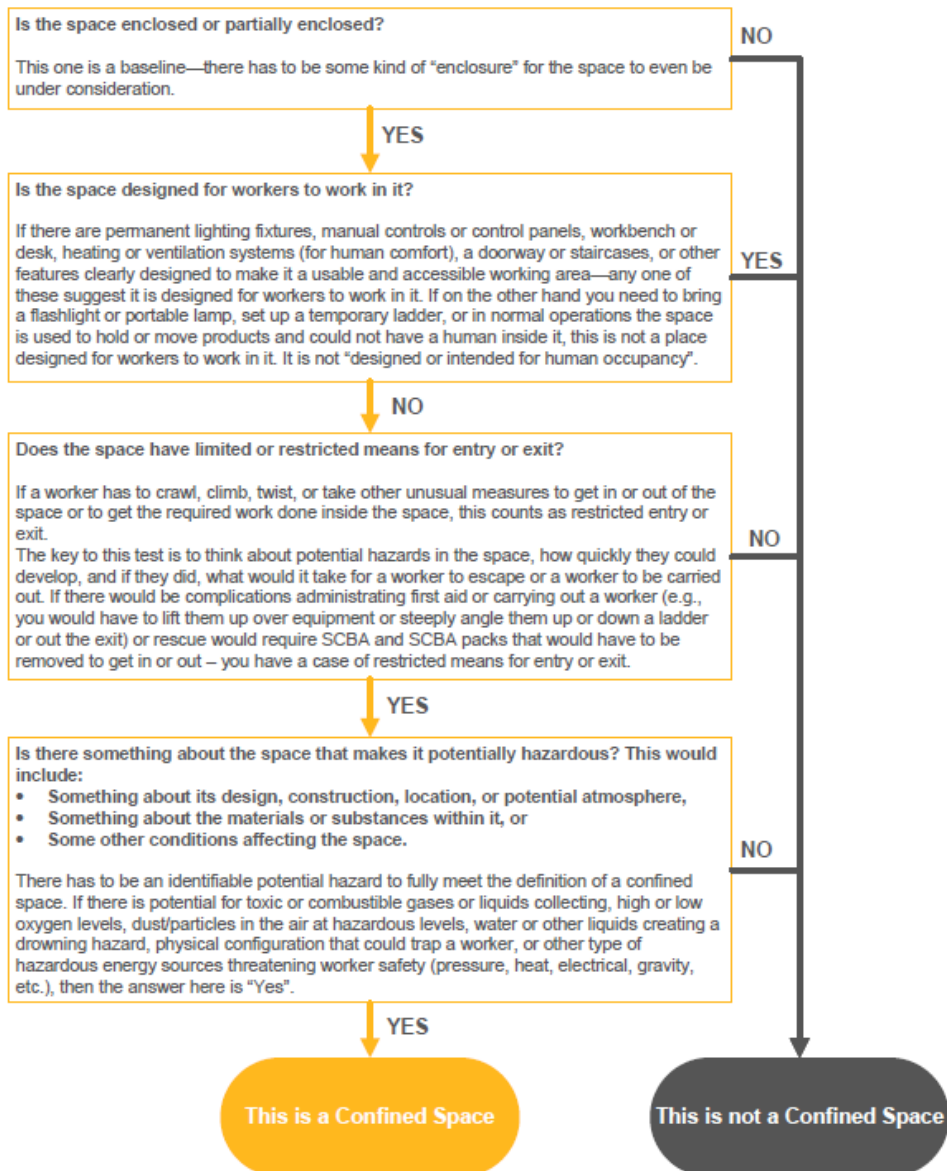 Is the space enclosed or partially enclosed?
NO
This one is a baseline—there has to be some kind of “enclosure” for the space to even be
under consideration.
YES
Is the space designed for workers to work in it?
If there are permanent lighting fixtures, manual controls or control panels, workbench or
desk, heating or ventilation systems (for human comfort), a doorway or staircases, or other
features clearly designed to make it a usable and accessible working area—any one of
these suggest it is designed for workers to work in it. If on the other hand you need to bring
a flashlight or portable lamp, set up a temporary ladder, or in normal operations the space
is used to hold or move products and could not have a human inside it, this is not a place
designed for workers to work in it. It is not “designed or intended for human occupancy”.
YES
NO
Does the space have limited or restricted means for entry or exit?
If a worker has to crawl, climb, twist, or take other unusual measures to get in or out of the
space or to get the required work done inside the space, this counts as restricted entry or
exit.
The key to this test is to think about potential hazards in the space, how quickly they could
develop, and if they did, what would it take for a worker to escape or a worker to be carried
out. If there would be complications administrating first aid or carrying out a worker (e.g.,
you would have to lift them up over equipment or steeply angle them up or down a ladder
or out the exit) or rescue would require SCBA and SCBA packs that would have to be
removed to get in or out – you have a case of restricted means for entry or exit.
NO
YES
Is there something about the space that makes it potentially hazardous? This would
include:
• Something about its design, construction, location, or potential atmosphere,
• Something about the materials or substances within it, or
• Some other conditions affecting the space.
NO
There has to be an identifiable potential hazard to fully meet the definition of a confined
space. If there is potential for toxic or combustible gases or liquids collecting, high or low
oxygen levels, dust/particles in the air at hazardous levels, water or other liquids creating a
drowning hazard, physical configuration that could trap a worker, or other type of
hazardous energy sources threatening worker safety (pressure, heat, electrical, gravity,
etc.), then the answer here is “Yes”.
YES
This is a Confined Space
This is not a Confined Space